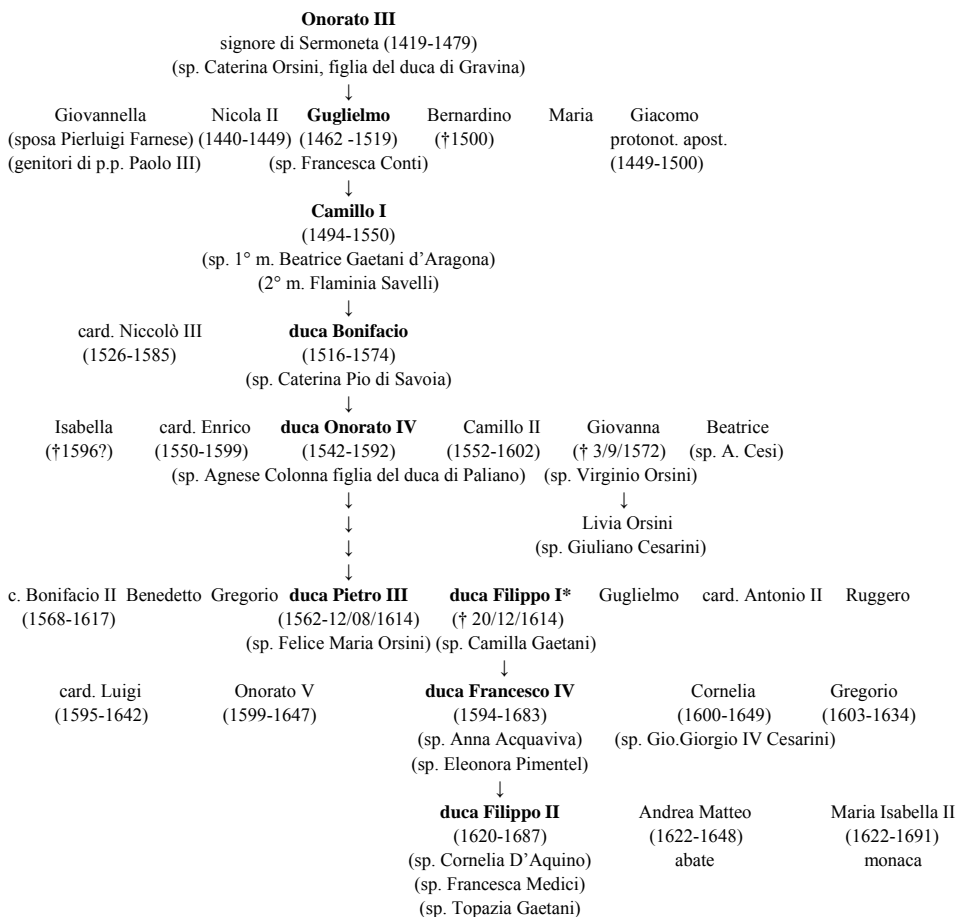 Onorato III
signore di Sermoneta (1419-1479)
(sp. Caterina Orsini, figlia del duca di Gravina)
↓
Giovannella Nicola II Guglielmo Bernardino Maria Giacomo
(sposa Pierluigi Farnese) (1440-1449) (1462 -1519) (†1500) protonot. apost.
(genitori di p.p. Paolo III) (sp. Francesca Conti) (1449-1500)
↓
Camillo I
(1494-1550)
(sp. 1° m. Beatrice Gaetani d'Aragona)
(2° m. Flaminia Savelli)
↓
card. Niccolò III duca Bonifacio
(1526-1585) (1516-1574)
(sp. Caterina Pio di Savoia)
↓
Isabella card. Enrico duca Onorato IV Camillo II Giovanna Beatrice
(†1596?) (1550-1599) (1542-1592) (1552-1602) († 3/9/1572) (sp. A. Cesi)
(sp. Agnese Colonna figlia del duca di Paliano) (sp. Virginio Orsini)
↓ ↓
↓ Livia Orsini
↓ (sp. Giuliano Cesarini)
↓
c. Bonifacio II Benedetto Gregorio duca Pietro III duca Filippo I* Guglielmo card. Antonio II Ruggero
(1568-1617) (1562-12/08/1614) († 20/12/1614)
(sp. Felice Maria Orsini) (sp. Camilla Gaetani)
↓
card. Luigi Onorato V duca Francesco IV Cornelia Gregorio
(1595-1642) (1599-1647) (1594-1683) (1600-1649) (1603-1634)
(sp. Anna Acquaviva) (sp. Gio.Giorgio IV Cesarini)
(sp. Eleonora Pimentel)
↓
duca Filippo II Andrea Matteo Maria Isabella II
(1620-1687) (1622-1648) (1622-1691)
(sp. Cornelia D'Aquino) abate monaca
(sp. Francesca Medici)
(sp. Topazia Gaetani)